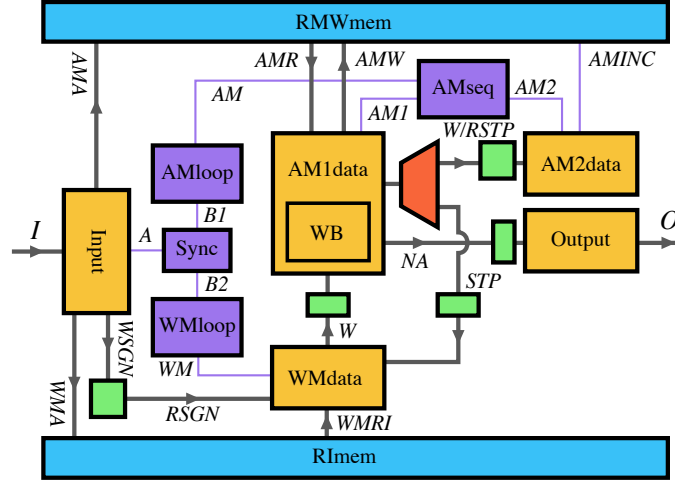 RMWmem
AMA
AMR
AMW
AMINC
AM
AMseq
AM1
AM2
W/RSTP
AMloop
AM1data
AM2data
B1
I
Input
A
Sync
WB
NA
Output
O
B2
STP
WMloop
W
WSGN
WM
WMdata
WMA
RSGN
WMRI
RImem